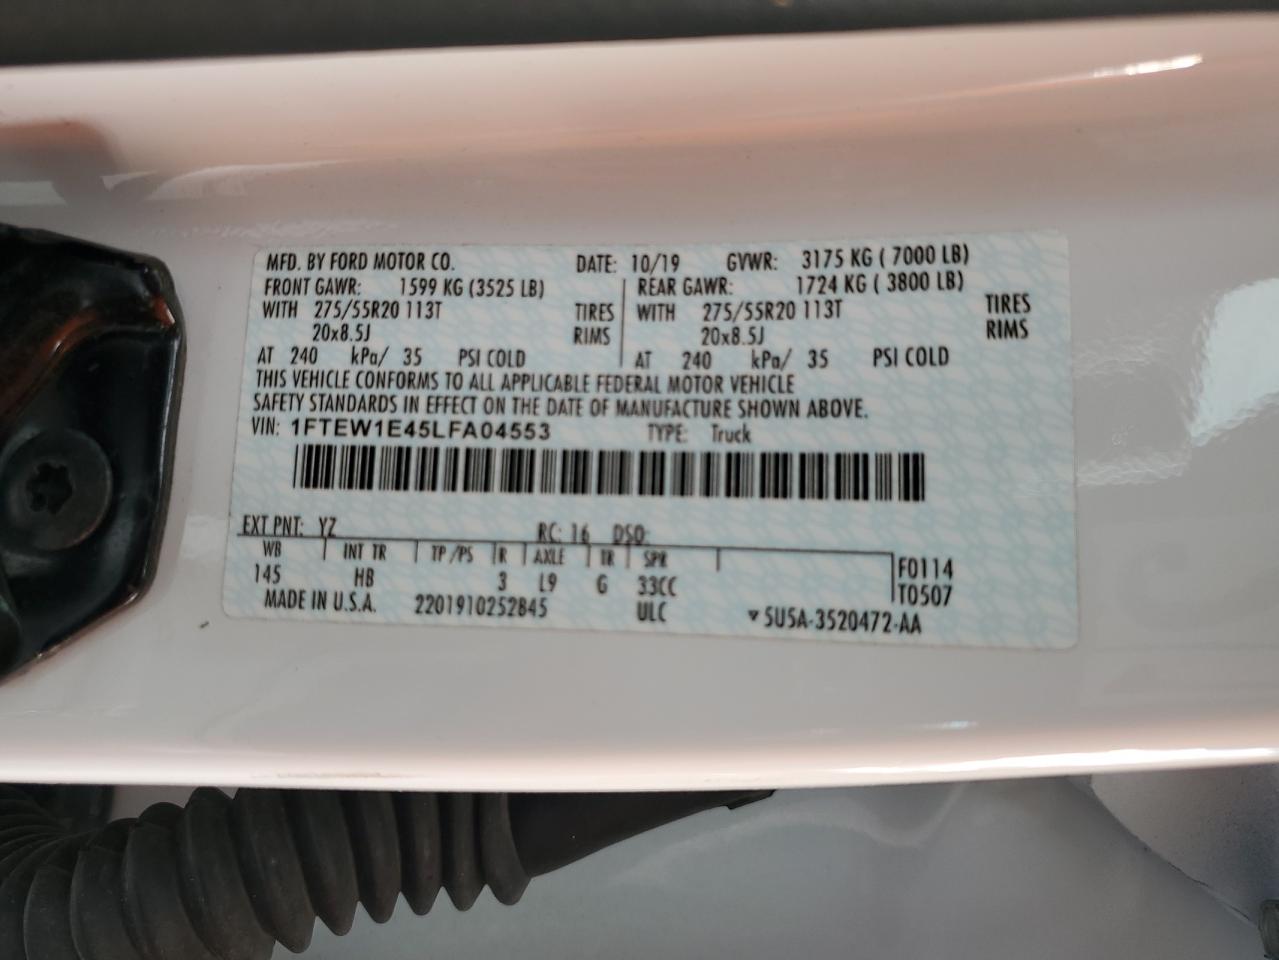 MFD. BY FORD MOTOR CO. DATE: 10/19 GVWR: 3175 KG ( 7000 LB)
FRONT GAWR: 1599 KG (3525 LB) REAR GAWR: 1724 KG ( 3800 LB)
WITH 275/55R20 113T TIRES WITH 275/55R20 113T TIRES
20x8.5J RIMS 20x8.5J RIMS
AT 240 kPa/ 35 PSI COLD AT 240 kPa/ 35 PSI COLD
THIS VEHICLE CONFORMS TO ALL APPLICABLE FEDERAL MOTOR VEHICLE
SAFETY STANDARDS IN EFFECT ON THE DATE OF MANUFACTURE SHOWN ABOVE.
VIN: 1FTEW1E45LFA04553 TYPE: Truck
EXT PNT: YZ RC: 16 DSO:
WB INT TR TP/PS R AXLE TR SPR F0114
145 HB 3 L9 G 33CC T0507
MADE IN U.S.A. 2201910252845 ULC ▼5U5A-3520472-AA